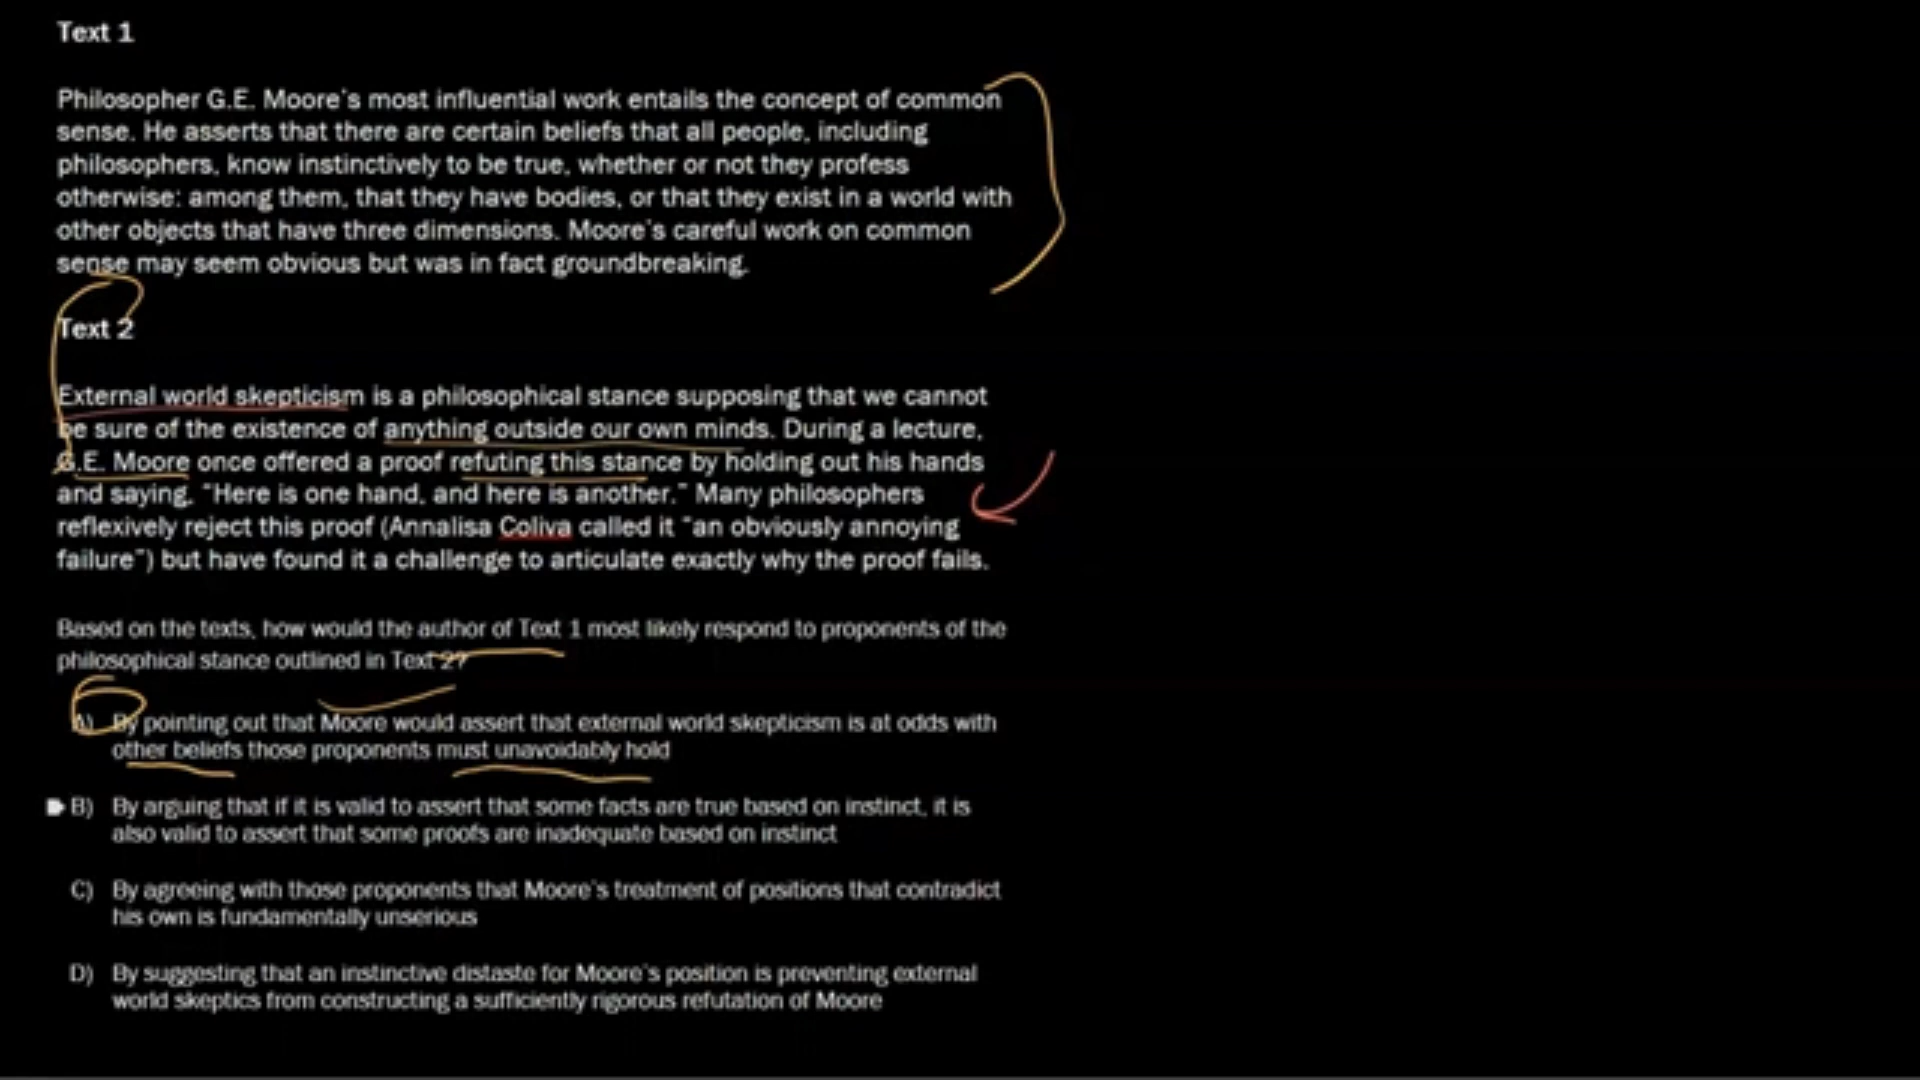 Text 1
Philosopher G.E. Moore's most influential work entails the concept of common
sense. He asserts that there are certain beliefs that all people, including
philosophers, know instinctively to be true, whether or not they profess
otherwise: among them, that they have bodies, or that they exist in a world with
other objects that have three dimensions. Moore's careful work on common
sense may seem obvious but was in fact groundbreaking.
Text 2
External world skepticism is a philosophical stance supposing that we cannot
be sure of the existence of anything outside our own minds. During a lecture,
G.E. Moore once offered a proof refuting this stance by holding out his hands
and saying, "Here is one hand, and here is another." Many philosophers
reflexively reject this proof (Annalisa Coliva called it "an obviously annoying
failure") but have found it a challenge to articulate exactly why the proof fails.
Based on the texts, how would the author of Text 1 most likely respond to proponents of the
philosophical stance outlined in Text 2?
A) By pointing out that Moore would assert that external world skepticism is at odds with
other beliefs those proponents must unavoidably hold
B) By arguing that if it is valid to assert that some facts are true based on instinct, it is
also valid to assert that some proofs are inadequate based on instinct
C) By agreeing with those proponents that Moore's treatment of positions that contradict
his own is fundamentally unserious
D) By suggesting that an instinctive distaste for Moore's position is preventing external
world skeptics from constructing a sufficiently rigorous refutation of Moore